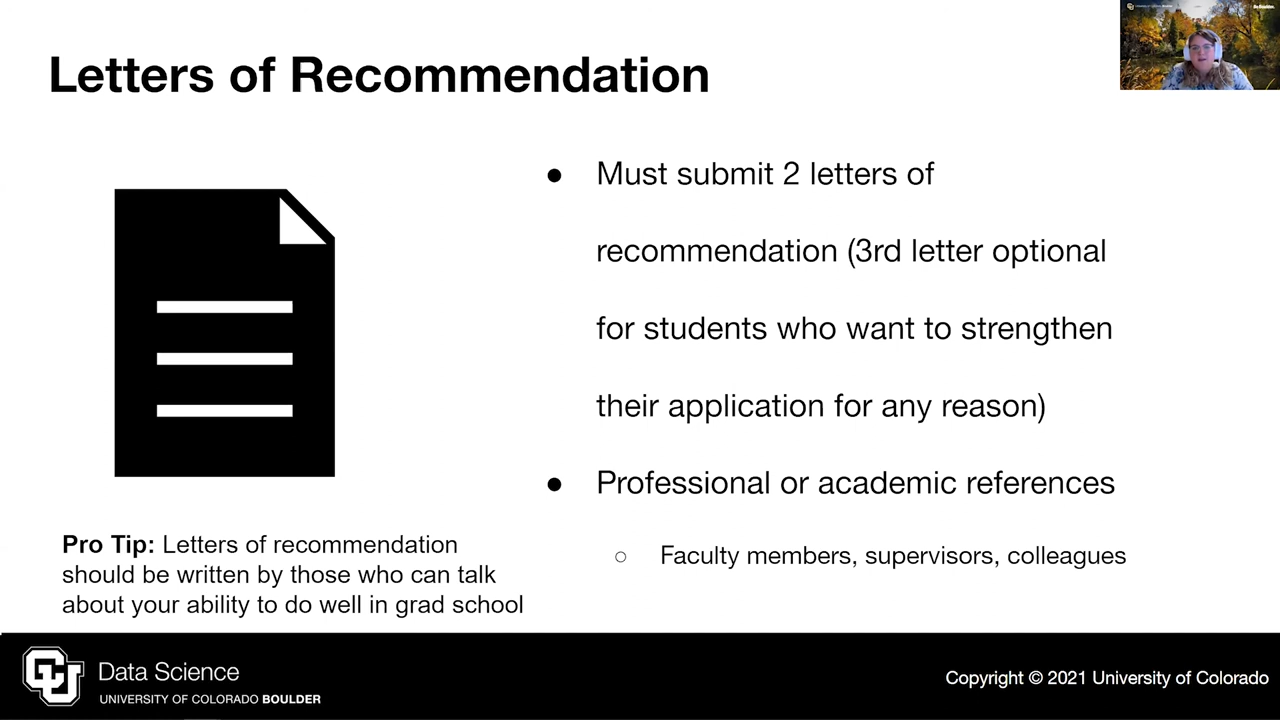 Letters of Recommendation
● Must submit 2 letters of
recommendation (3rd letter optional
for students who want to strengthen
their application for any reason)
● Professional or academic references
○ Faculty members, supervisors, colleagues
Pro Tip: Letters of recommendation
should be written by those who can talk
about your ability to do well in grad school
CU
Data Science
UNIVERSITY OF COLORADO BOULDER
Copyright © 2021 University of Colorado